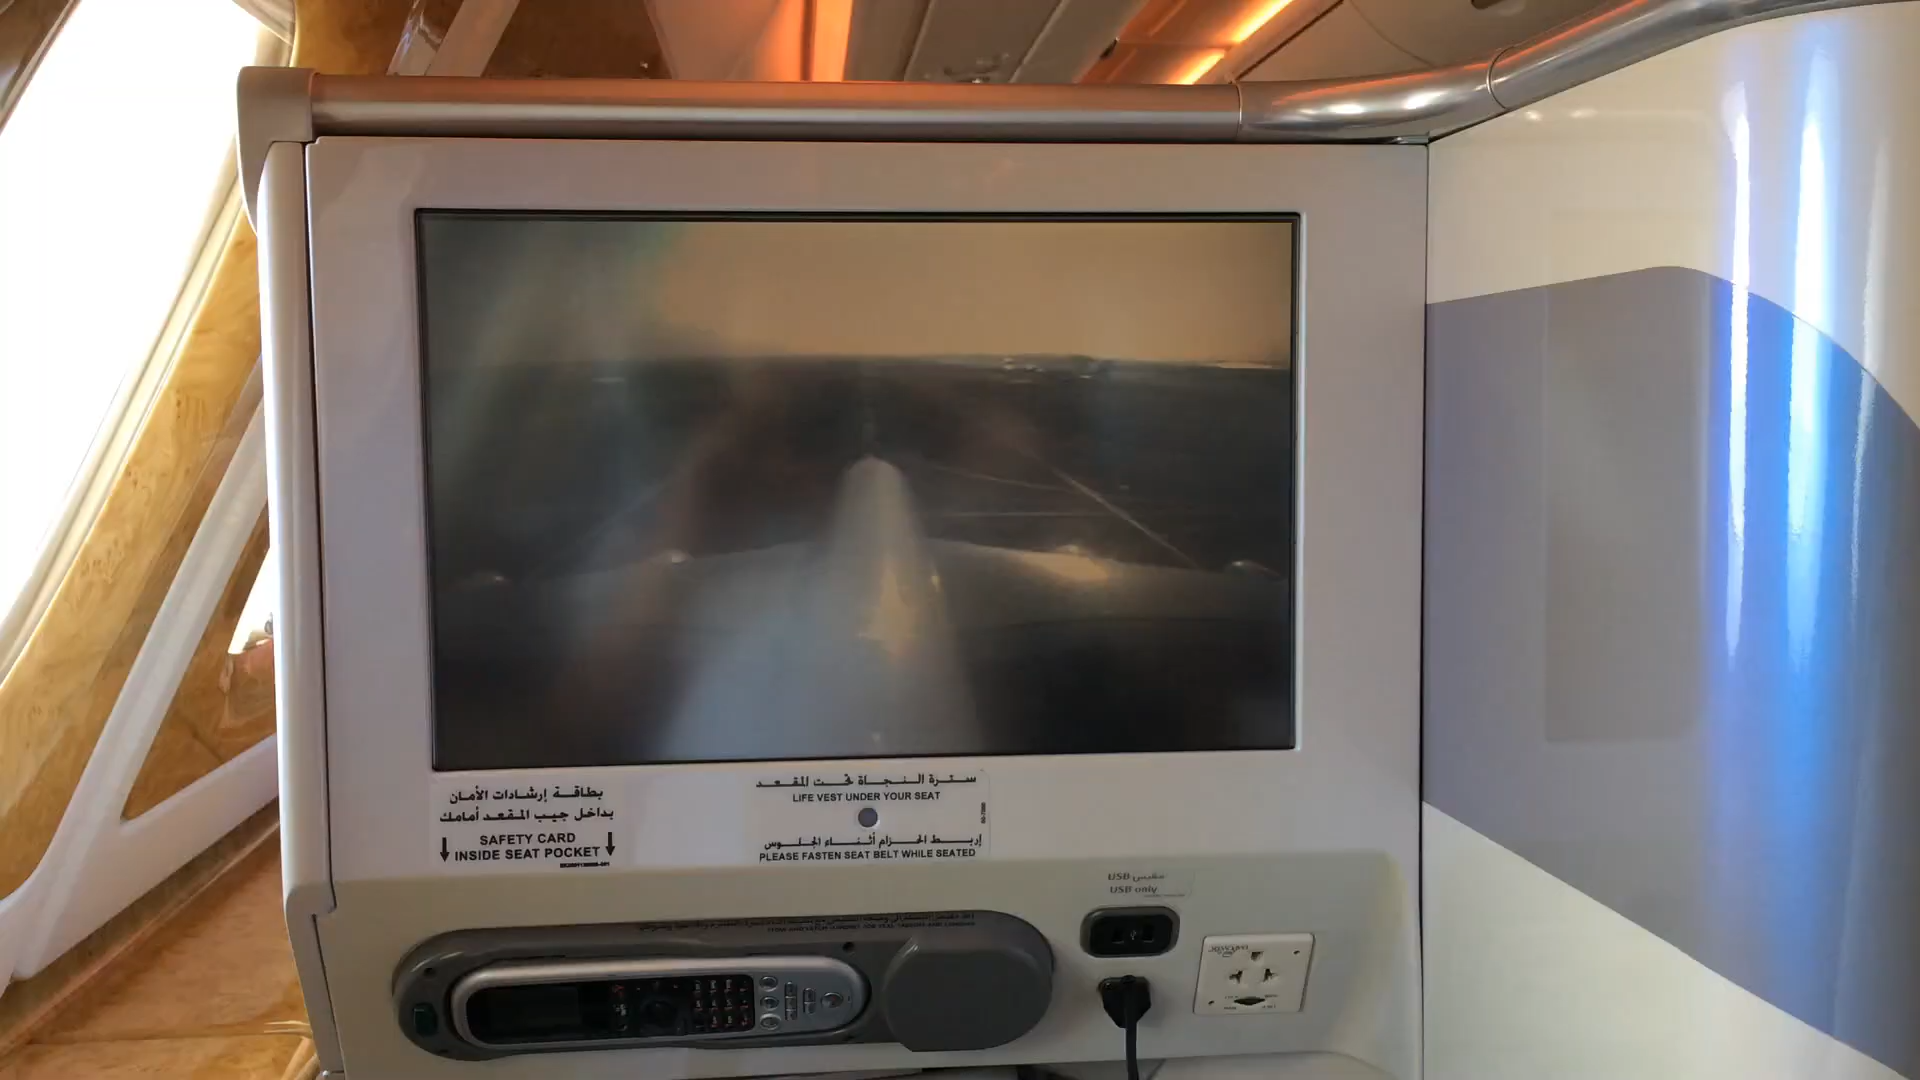 بطاقة إرشادات الأمان
بداخل جيب المقعد أمامك
SAFETY CARD
INSIDE SEAT POCKET
سترة النجاة تحت المقعد
LIFE VEST UNDER YOUR SEAT
إربط الحزام أثناء الجلوس
PLEASE FASTEN SEAT BELT WHILE SEATED
USB مقبس
USB only